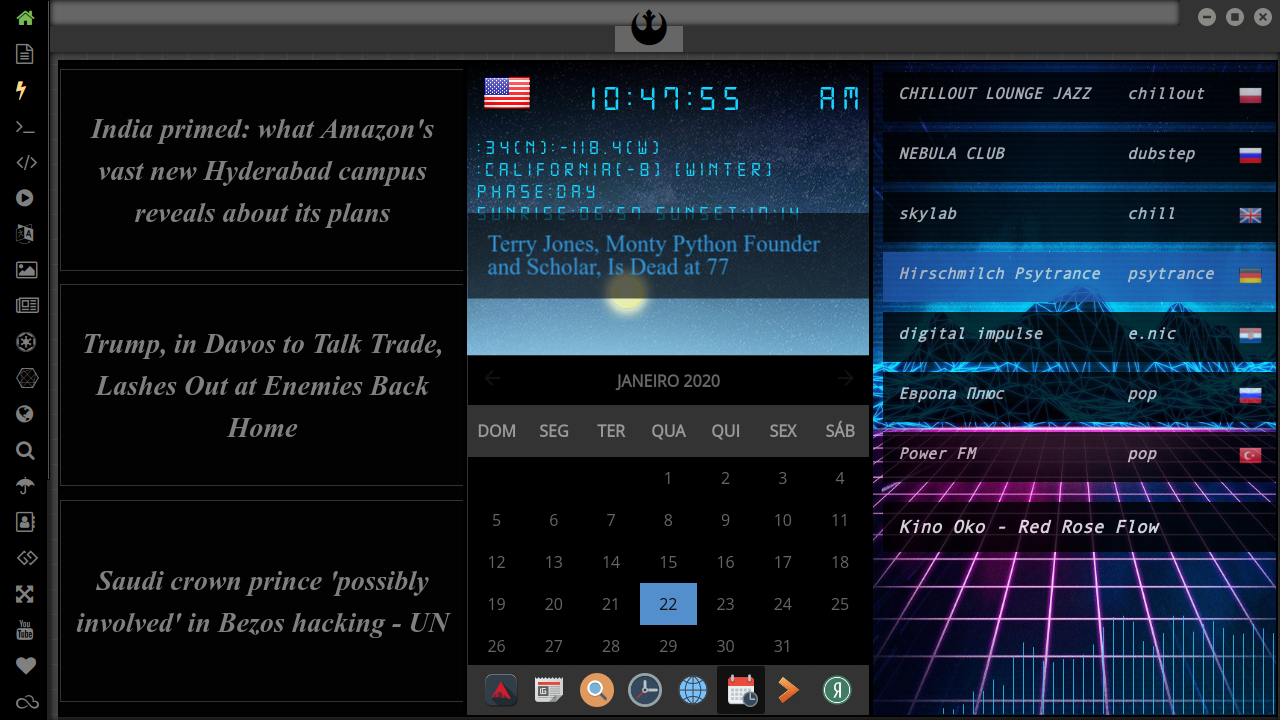 India primed: what Amazon's
vast new Hyderabad campus
reveals about its plans
Trump, in Davos to Talk Trade,
Lashes Out at Enemies Back
Home
Saudi crown prince 'possibly
involved' in Bezos hacking - UN
10:47:55 AM
:34(N):-118.4(W)
:CALIFORNIA(-8) (WINTER)
PHASE:DAY
SUNRISE:06:57 SUNSET:17:14
Terry Jones, Monty Python Founder
and Scholar, Is Dead at 77
JANEIRO 2020
DOM SEG TER QUA QUI SEX SÁB
1 2 3 4
5 6 7 8 9 10 11
12 13 14 15 16 17 18
19 20 21 22 23 24 25
26 27 28 29 30 31
CHILLOUT LOUNGE JAZZ chillout
NEBULA CLUB dubstep
skylab chill
Hirschmilch Psytrance psytrance
digital impulse e.nic
Европа Плюс pop
Power FM pop
Kino Oko - Red Rose Flow
You
Tube
Я